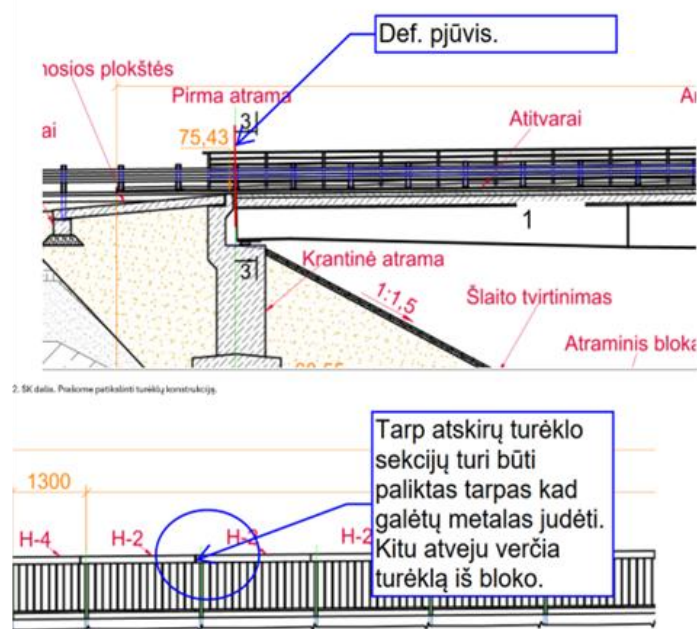 Def. pjūvis.
nosios plokštės
Pirma atrama
3
ai
75,43
Atitvarai
1
3
Krantinė atrama
1:1,5
Šlaito tvirtinimas
Atraminis bloka
2. SK dalis. Prašome patikslinti turėklų konstrukciją.
Tarp atskirų turėklo
sekcijų turi būti
paliktas tarpas kad
galėtų metalas judėti.
Kitu atveju verčia
turėklą iš bloko.
1300
H-4
H-2
H-2
H-2